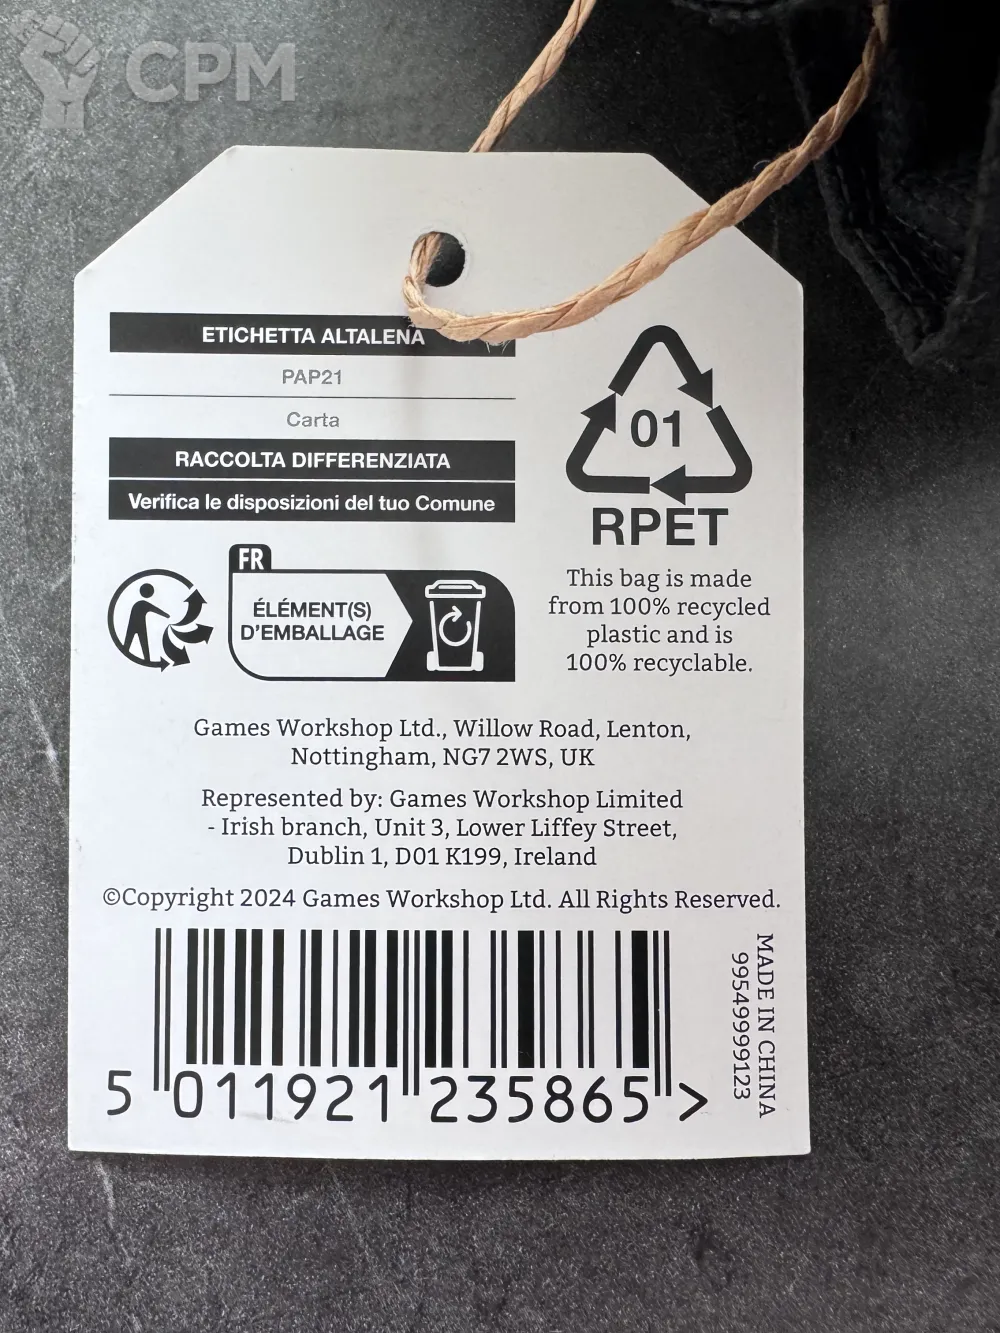 CPM
ETICHETTA ALTALENA
PAP21
Carta
RACCOLTA DIFFERENZIATA
Verifica le disposizioni del tuo Comune
01
RPET
This bag is made
from 100% recycled
plastic and is
100% recyclable.
FR
ÉLÉMENT(S)
D'EMBALLAGE
Games Workshop Ltd., Willow Road, Lenton,
Nottingham, NG7 2WS, UK
Represented by: Games Workshop Limited
- Irish branch, Unit 3, Lower Liffey Street,
Dublin 1, D01 K199, Ireland
©Copyright 2024 Games Workshop Ltd. All Rights Reserved.
5 011921 235865 >
MADE IN CHINA
99549999123